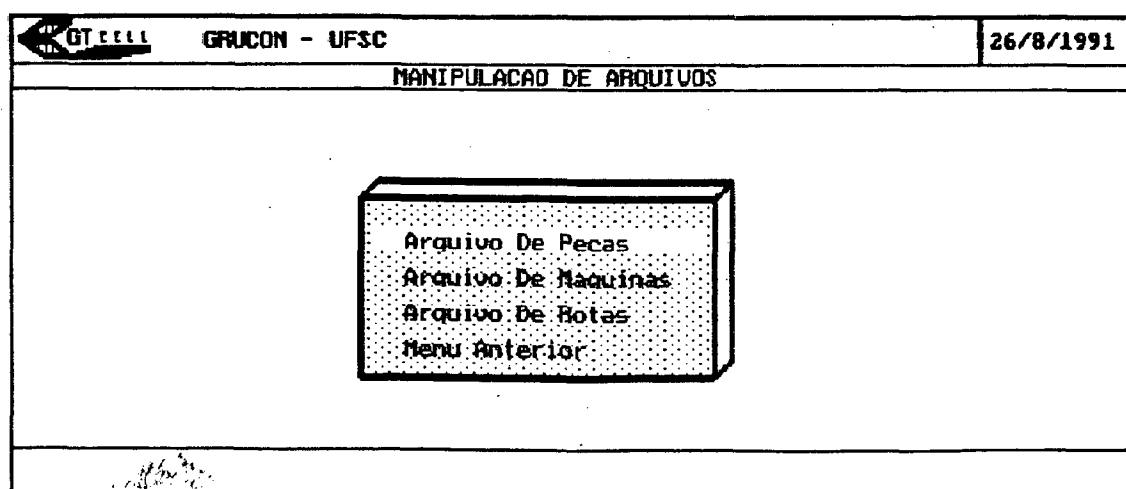 GT CELL GRUCON - UFSC 26/8/1991
MANIPULACAO DE ARQUIVOS
Arquivo De Pecas
Arquivo De Maquinas
Arquivo De Rotas
Menu Anterior